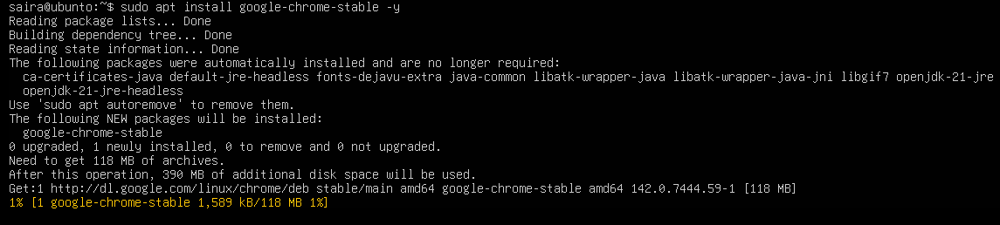 saira@ubunto:~$ sudo apt install google-chrome-stable -y
Reading package lists... Done
Building dependency tree... Done
Reading state information... Done
The following packages were automatically installed and are no longer required:
  ca-certificates-java default-jre-headless fonts-dejavu-extra java-common libatk-wrapper-java libatk-wrapper-java-jni libgif7 openjdk-21-jre
  openjdk-21-jre-headless
Use 'sudo apt autoremove' to remove them.
The following NEW packages will be installed:
  google-chrome-stable
0 upgraded, 1 newly installed, 0 to remove and 0 not upgraded.
Need to get 118 MB of archives.
After this operation, 390 MB of additional disk space will be used.
Get:1 http://dl.google.com/linux/chrome/deb stable/main amd64 google-chrome-stable amd64 142.0.7444.59-1 [118 MB]
1% [1 google-chrome-stable 1,589 kB/118 MB 1%]